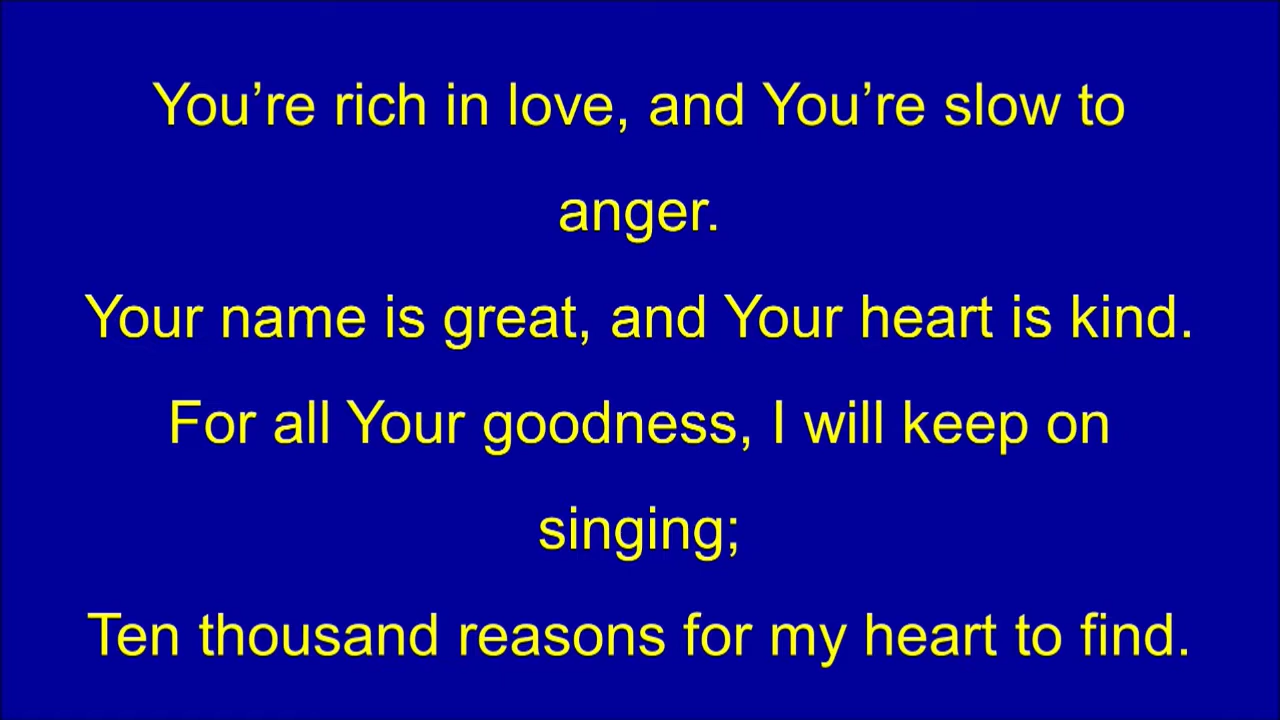 You’re rich in love, and You’re slow to
anger.
Your name is great, and Your heart is kind.
For all Your goodness, I will keep on
singing;
Ten thousand reasons for my heart to find.